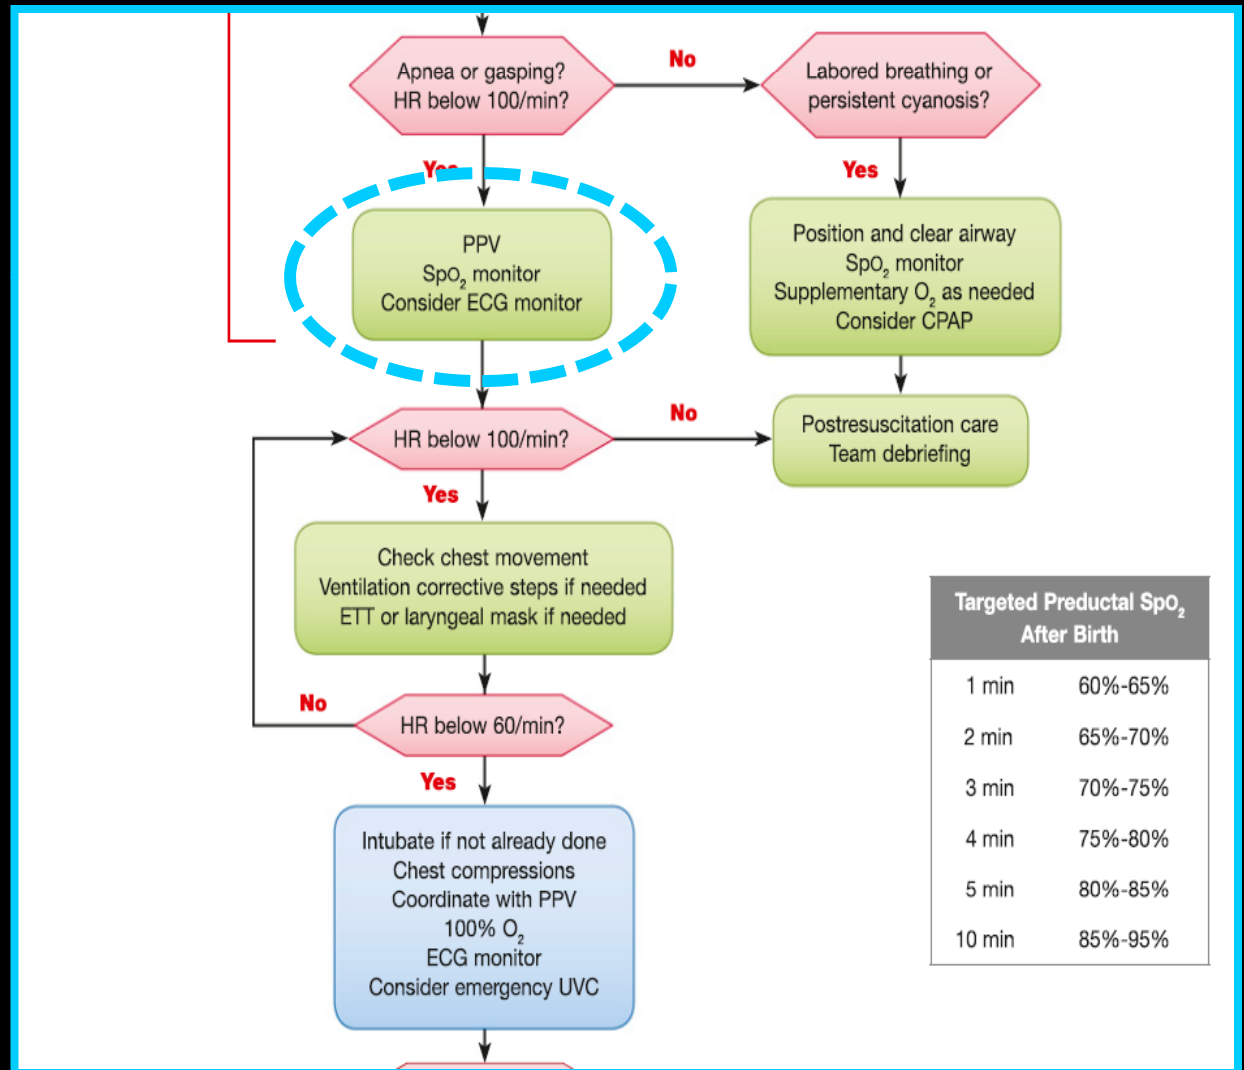 Apnea or gasping?
HR below 100/min?
No
Labored breathing or
persistent cyanosis?
Yes
PPV
SpO₂ monitor
Consider ECG monitor
Yes
Position and clear airway
SpO₂ monitor
Supplementary O₂ as needed
Consider CPAP
HR below 100/min?
No
Postresuscitation care
Team debriefing
Yes
Check chest movement
Ventilation corrective steps if needed
ETT or laryngeal mask if needed
HR below 60/min?
No
Yes
Intubate if not already done
Chest compressions
Coordinate with PPV
100% O₂
ECG monitor
Consider emergency UVC
Targeted Preductal SpO₂
After Birth
1 min 60%-65%
2 min 65%-70%
3 min 70%-75%
4 min 75%-80%
5 min 80%-85%
10 min 85%-95%